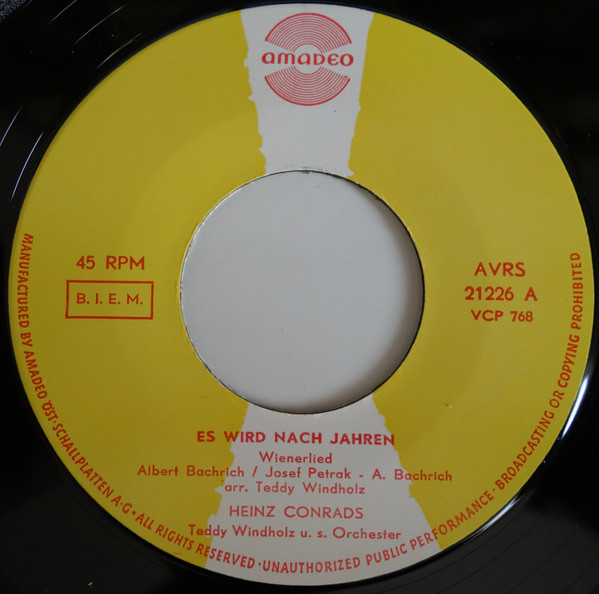 AMADEO
45 RPM
B. I. E. M.
AVRS
21226 A
VCP 768
ES WIRD NACH JAHREN
Wienerlied
Albert Bachrich / Josef Petrak - A. Bachrich
arr. Teddy Windholz
HEINZ CONRADS
Teddy Windholz u. s. Orchester
MANUFACTURED BY AMADEO ÖST. SCHALLPLATTEN A.G. • ALL RIGHTS RESERVED • UNAUTHORIZED PUBLIC PERFORMANCE • BROADCASTING OR COPYING PROHIBITED